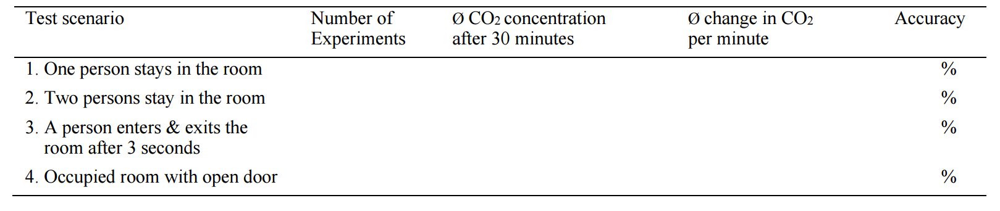 Test scenario Number of Ø CO2 concentration Ø change in CO2 Accuracy
Experiments after 30 minutes per minute
1. One person stays in the room %
2. Two persons stay in the room %
3. A person enters & exits the %
room after 3 seconds
4. Occupied room with open door %